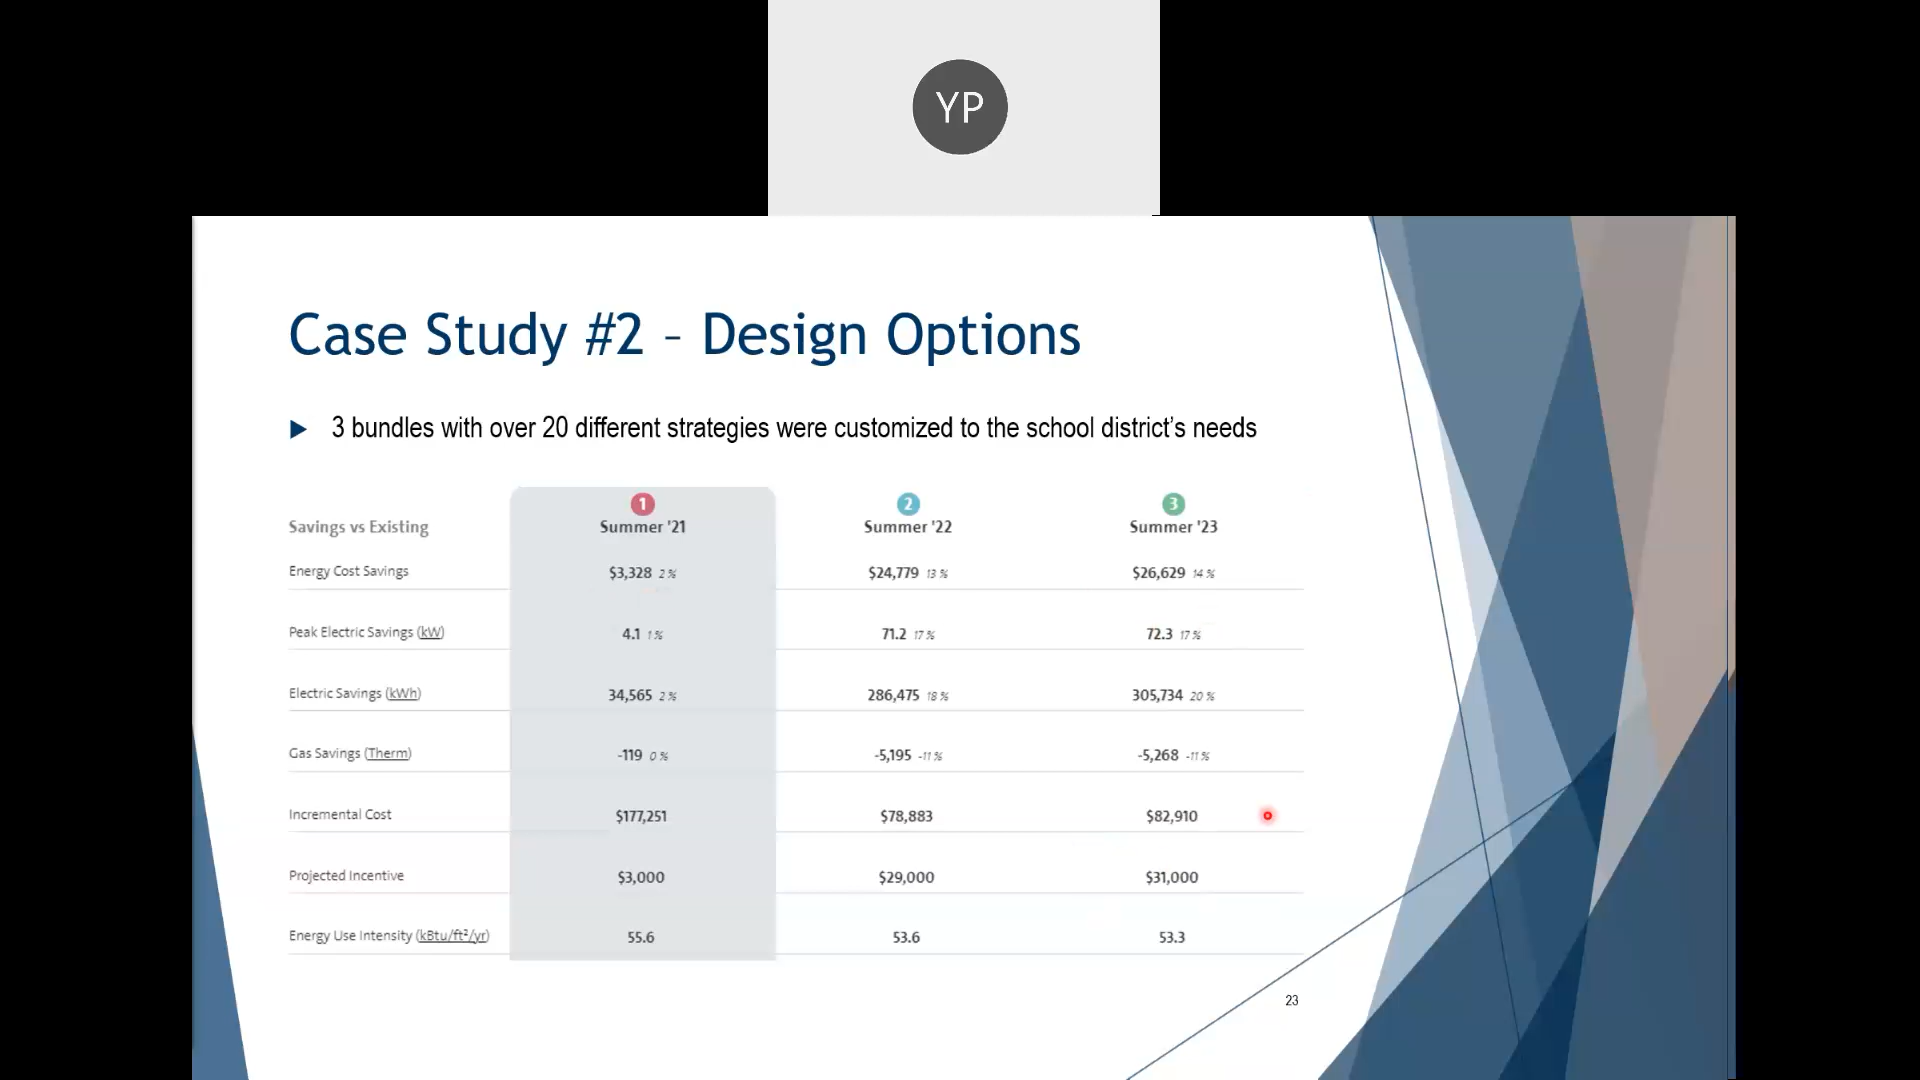 YP
Case Study #2 – Design Options
3 bundles with over 20 different strategies were customized to the school district's needs
1 2 3
Savings vs Existing Summer '21 Summer '22 Summer '23
Energy Cost Savings $3,328 2 % $24,779 13 % $26,629 14 %
Peak Electric Savings (kW) 4.1 1 % 71.2 17 % 72.3 17 %
Electric Savings (kWh) 34,565 2 % 286,475 18 % 305,734 20 %
Gas Savings (Therm) -119 0 % -5,195 -11 % -5,268 -11 %
Incremental Cost $177,251 $78,883 $82,910
Projected Incentive $3,000 $29,000 $31,000
Energy Use Intensity (kBtu/ft²/yr) 55.6 53.6 53.3
23